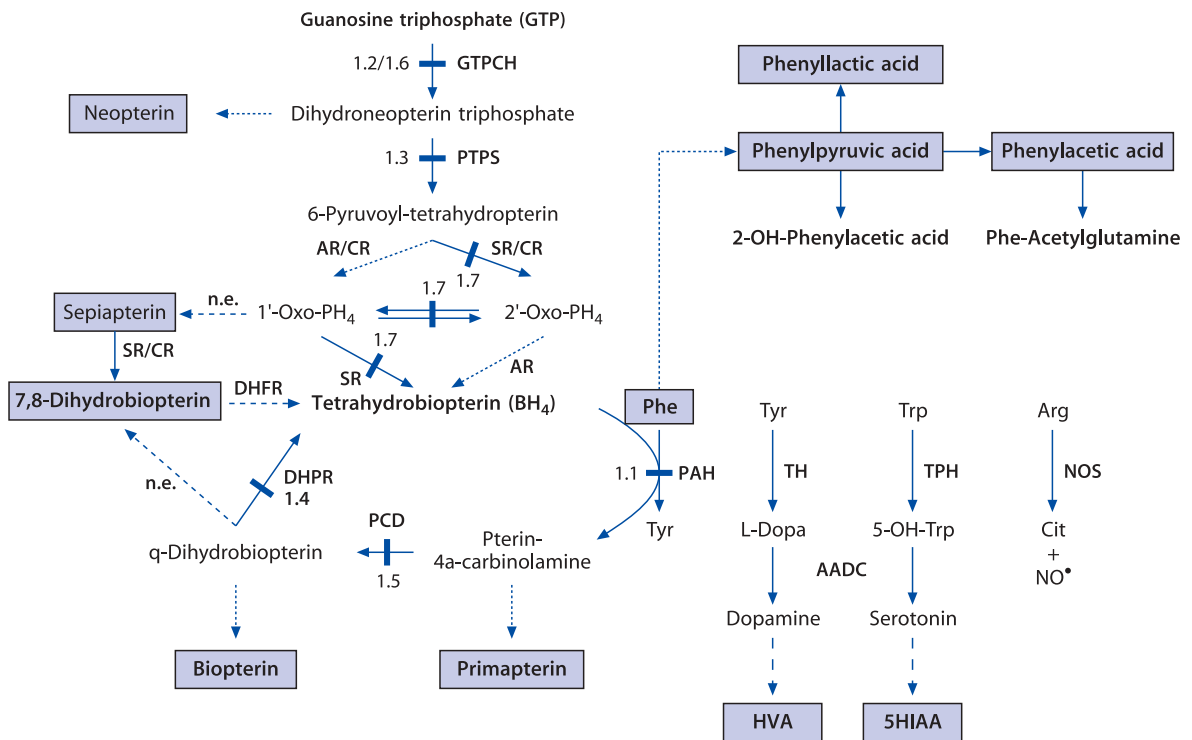 Guanosine triphosphate (GTP)
1.2/1.6 GTPCH
Neopterin
Dihydroneopterin triphosphate
1.3 PTPS
6-Pyruvoyl-tetrahydropterin
AR/CR
SR/CR
1.7
Sepiapterin
n.e.
1'-Oxo-PH4
1.7
2'-Oxo-PH4
SR/CR
1.7
SR
AR
7,8-Dihydrobiopterin
DHFR
Tetrahydrobiopterin (BH4)
n.e.
DHPR
1.4
q-Dihydrobiopterin
PCD
1.5
Pterin-
4a-carbinolamine
Biopterin
Primapterin
Phenyllactic acid
Phenylpyruvic acid
Phenylacetic acid
2-OH-Phenylacetic acid
Phe-Acetylglutamine
Phe
1.1 PAH
Tyr
Tyr
TH
L-Dopa
AADC
Dopamine
HVA
Trp
TPH
5-OH-Trp
Serotonin
5HIAA
Arg
NOS
Cit
+
NO•